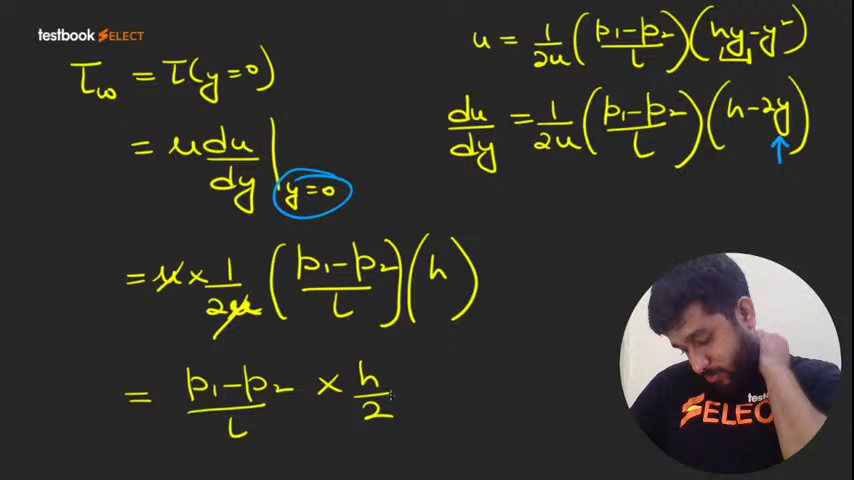 testbook SELECT
τw = τ(y=0)
= μ du/dy | y=0
= μ × 1/2μ (p₁-p₂/L)(h)
= p₁-p₂/L × h/2
u = 1/2μ (p₁-p₂/L)(hy-y²)
du/dy = 1/2μ (p₁-p₂/L)(h-2y)
SELECT